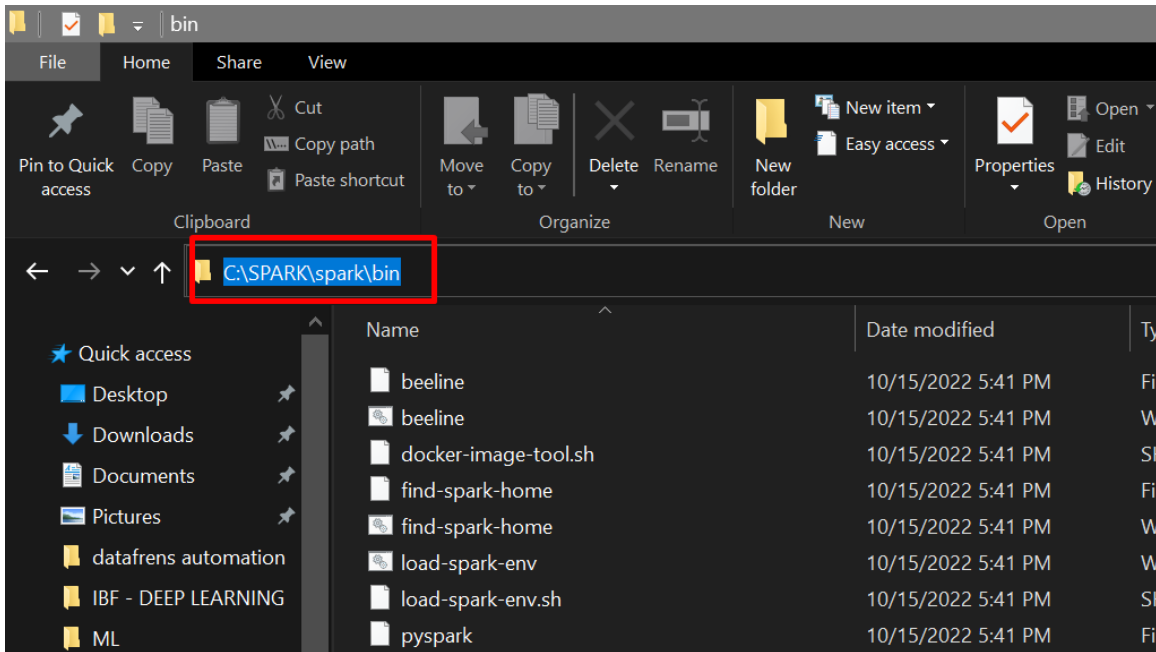 bin
File Home Share View
Pin to Quick access
Copy
Paste
Cut
Copy path
Paste shortcut
Clipboard
Move to
Copy to
Delete
Rename
Organize
New folder
New item
Easy access
New
Properties
Open
Edit
History
Open
C:\SPARK\spark\bin
Quick access
Desktop
Downloads
Documents
Pictures
datafrens automation
IBF - DEEP LEARNING
ML
Name Date modified Ty
beeline 10/15/2022 5:41 PM Fi
beeline 10/15/2022 5:41 PM W
docker-image-tool.sh 10/15/2022 5:41 PM SH
find-spark-home 10/15/2022 5:41 PM Fi
find-spark-home 10/15/2022 5:41 PM W
load-spark-env 10/15/2022 5:41 PM W
load-spark-env.sh 10/15/2022 5:41 PM SH
pyspark 10/15/2022 5:41 PM Fi